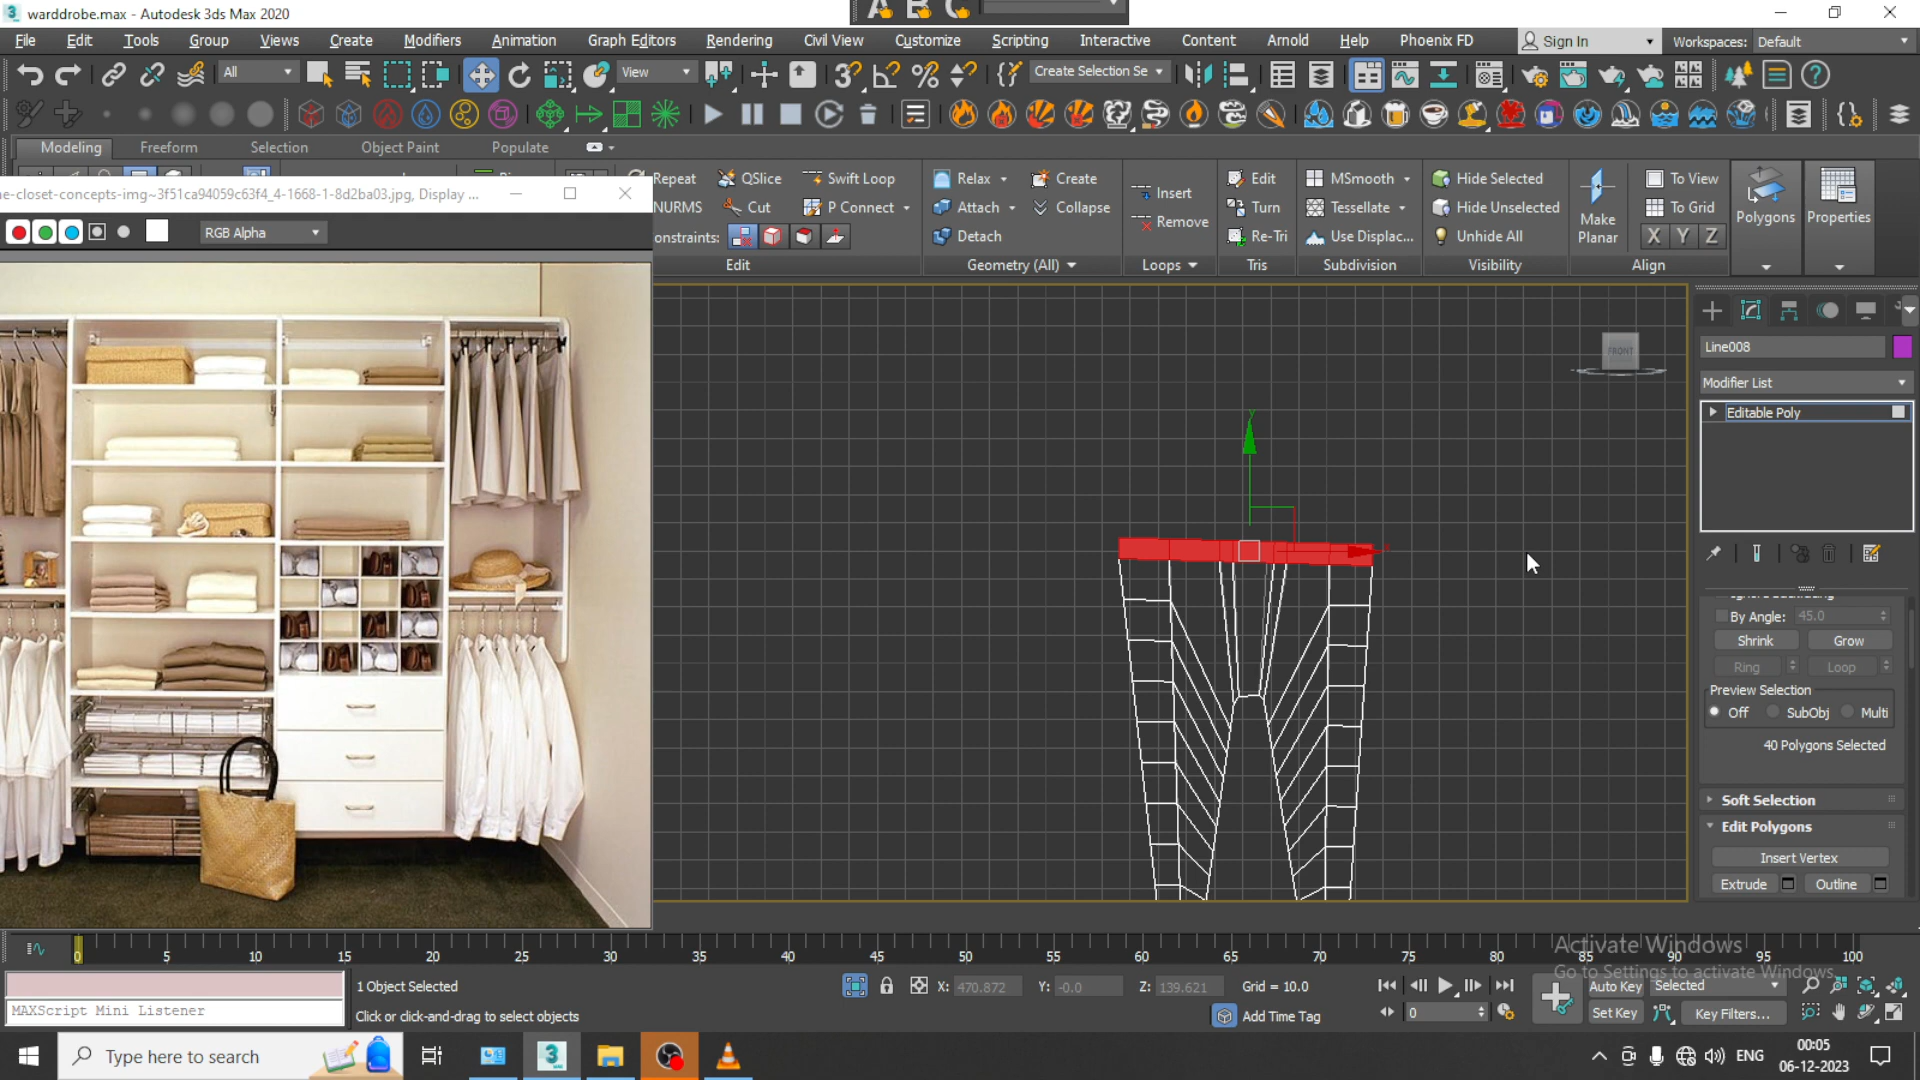 warddrobe.max - Autodesk 3ds Max 2020
File Edit Tools Group Views Create Modifiers Animation Graph Editors Rendering Civil View Customize Scripting Interactive Content Arnold Help Phoenix FD Sign In Workspaces: Default
All View Create Selection Se
Modeling Freeform Selection Object Paint Populate
Repeat QSlice Swift Loop Relax Create Insert Edit MSmooth Hide Selected Make Planar To View Polygons Properties
NURMS Cut P Connect Attach Collapse Remove Turn Tessellate Hide Unselected To Grid
onstraints: Detach Re-Tri Use Displac... Unhide All X Y Z
Edit Geometry (All) Loops Tris Subdivision Visibility Align
e-closet-concepts-img~3f51ca94059c63f4_4-1668-1-8d2ba03.jpg, Display ...
RGB Alpha
FRONT
y
Line008
Modifier List
Editable Poly
By Angle: 45.0
Shrink Grow
Ring Loop
Preview Selection
Off SubObj Multi
40 Polygons Selected
Soft Selection
Edit Polygons
Insert Vertex
Extrude Outline
0 5 10 15 20 25 30 35 40 45 50 55 60 65 70 75 80 85 90 95 100
Activate Windows
Go to Settings to activate Windows.
1 Object Selected X: 470.872 Y: -0.0 Z: 139.621 Grid = 10.0 Auto Key Selected
MAXScript Mini Listener Click or click-and-drag to select objects Add Time Tag 0 Set Key Key Filters...
Type here to search
ENG 00:05
06-12-2023